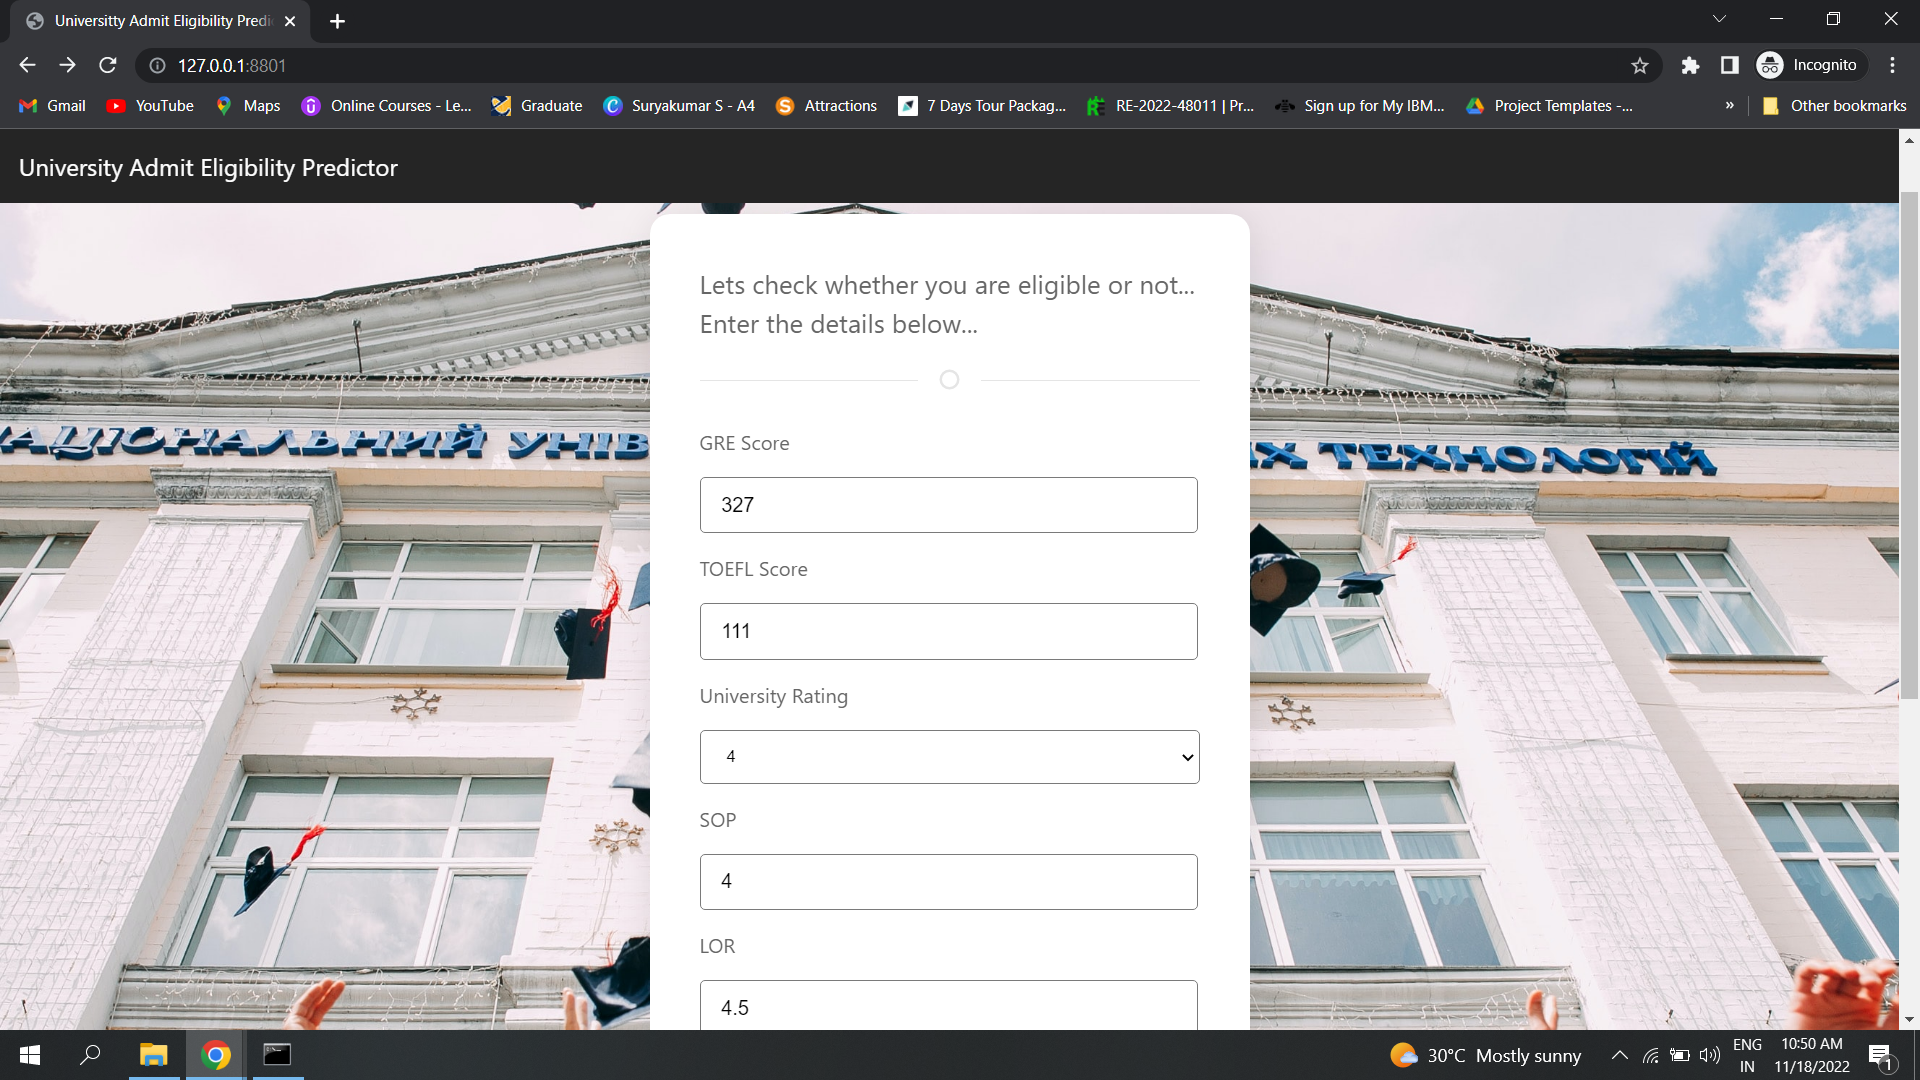 Universitty Admit Eligibility Predi
127.0.0.1:8801
Incognito
Gmail
YouTube
Maps
Online Courses - Le...
Graduate
Suryakumar S - A4
Attractions
7 Days Tour Packag...
RE-2022-48011 | Pr...
Sign up for My IBM...
Project Templates -...
»
Other bookmarks
University Admit Eligibility Predictor
Lets check whether you are eligible or not...
Enter the details below...
НАЦІОНАЛЬНИЙ УНІВ
ИХ ТЕХНОЛОГІЙ
GRE Score
327
TOEFL Score
111
University Rating
4
SOP
4
LOR
4.5
30°C Mostly sunny
ENG
IN
10:50 AM
11/18/2022
1